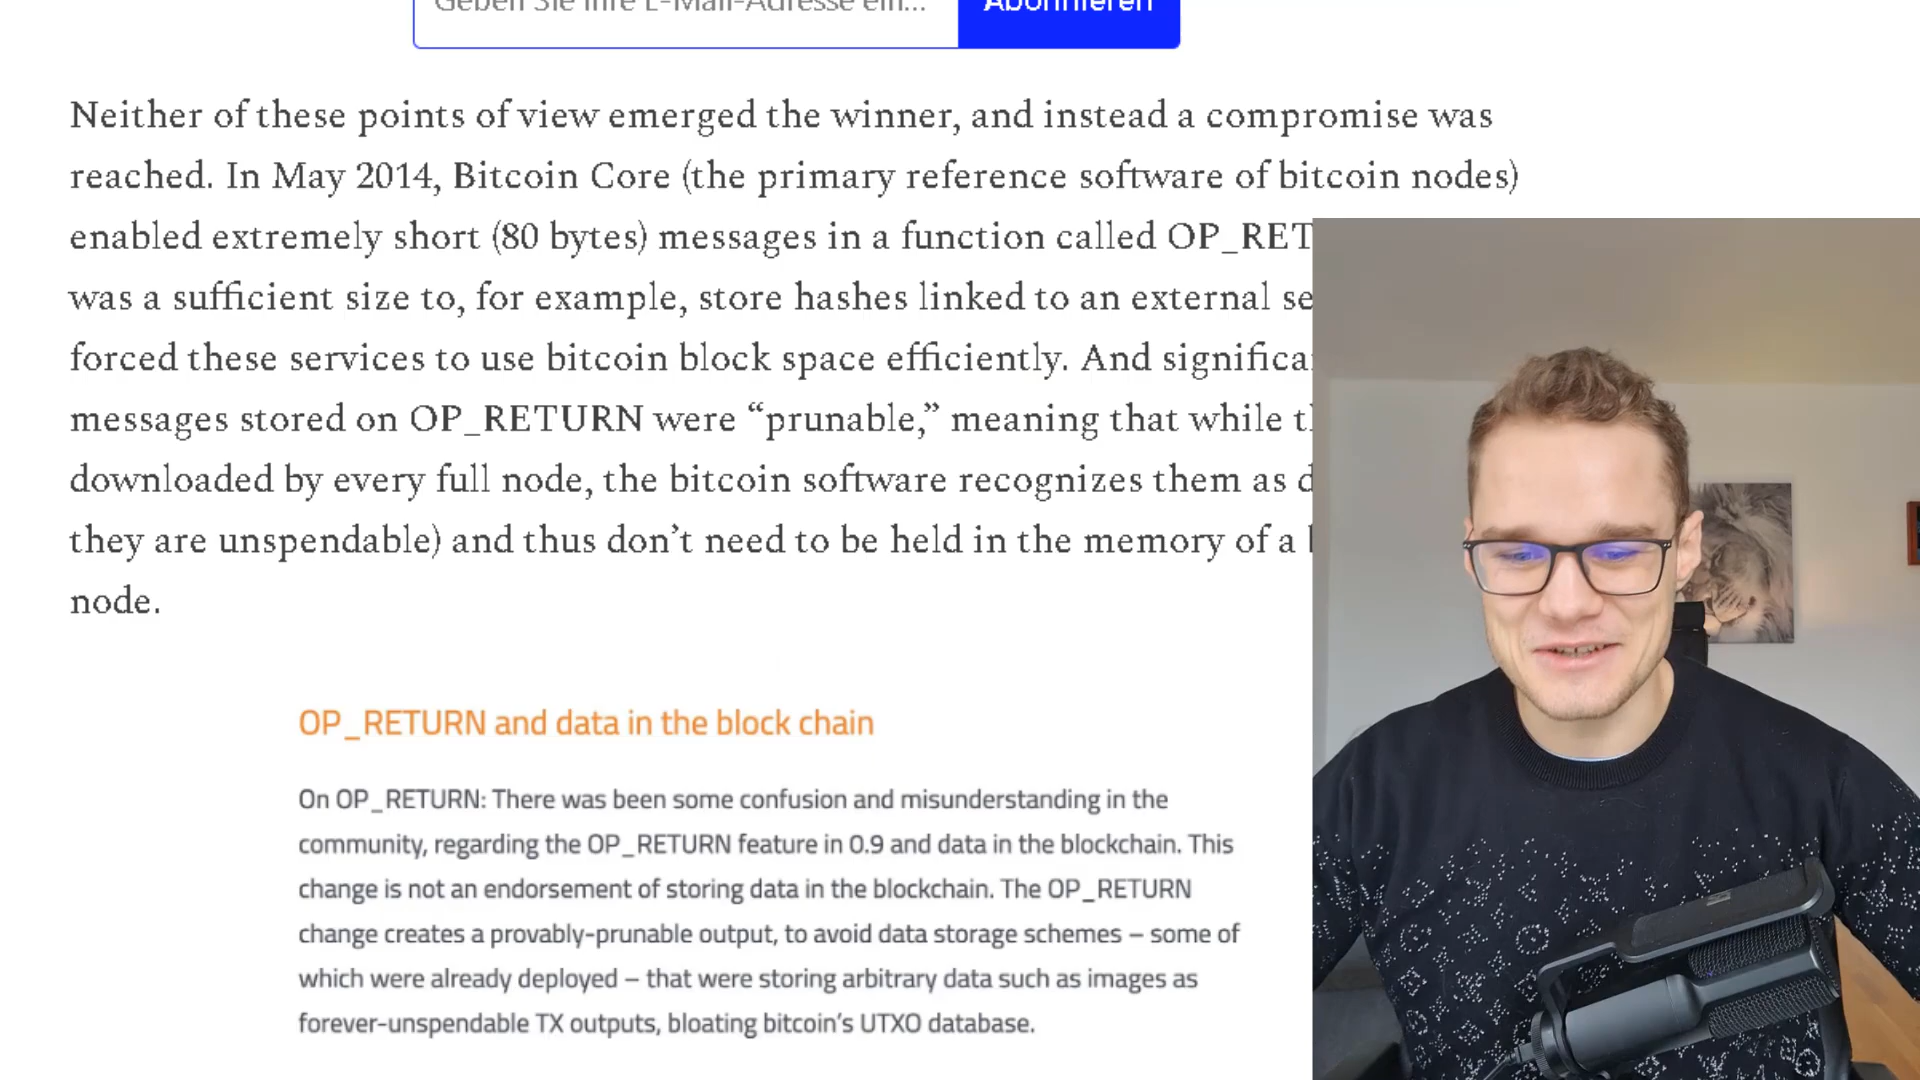 Geben Sie Ihre E-Mail-Adresse ein...
Abonnieren
Neither of these points of view emerged the winner, and instead a compromise was
reached. In May 2014, Bitcoin Core (the primary reference software of bitcoin nodes)
enabled extremely short (80 bytes) messages in a function called OP_RET
was a sufficient size to, for example, store hashes linked to an external se
forced these services to use bitcoin block space efficiently. And significa
messages stored on OP_RETURN were “prunable,” meaning that while
downloaded by every full node, the bitcoin software recognizes them as
they are unspendable) and thus don’t need to be held in the memory of a
node.
OP_RETURN and data in the block chain
On OP_RETURN: There was been some confusion and misunderstanding in the
community, regarding the OP_RETURN feature in 0.9 and data in the blockchain. This
change is not an endorsement of storing data in the blockchain. The OP_RETURN
change creates a provably-prunable output, to avoid data storage schemes – some of
which were already deployed – that were storing arbitrary data such as images as
forever-unspendable TX outputs, bloating bitcoin’s UTXO database.